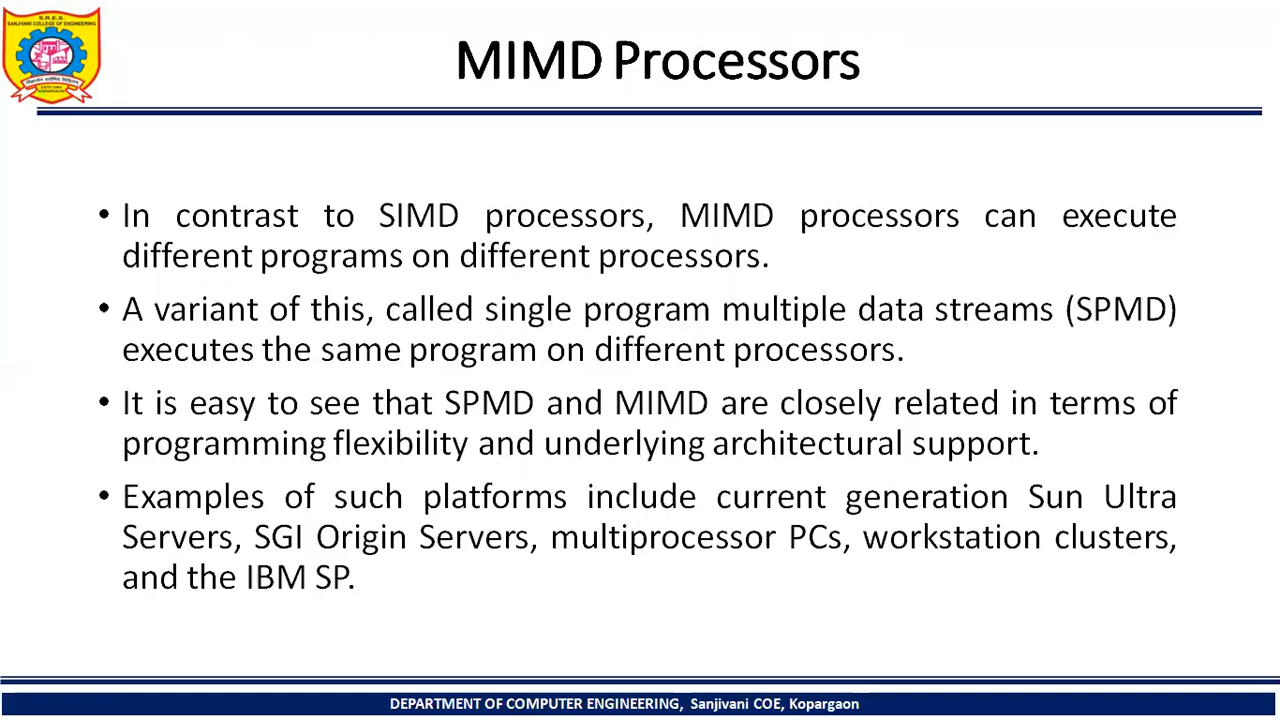 S.R.E.S.
SANJIVANI COLLEGE OF ENGINEERING
MIMD Processors
• In contrast to SIMD processors, MIMD processors can execute
different programs on different processors.
• A variant of this, called single program multiple data streams (SPMD)
executes the same program on different processors.
• It is easy to see that SPMD and MIMD are closely related in terms of
programming flexibility and underlying architectural support.
• Examples of such platforms include current generation Sun Ultra
Servers, SGI Origin Servers, multiprocessor PCs, workstation clusters,
and the IBM SP.
DEPARTMENT OF COMPUTER ENGINEERING, Sanjivani COE, Kopargaon